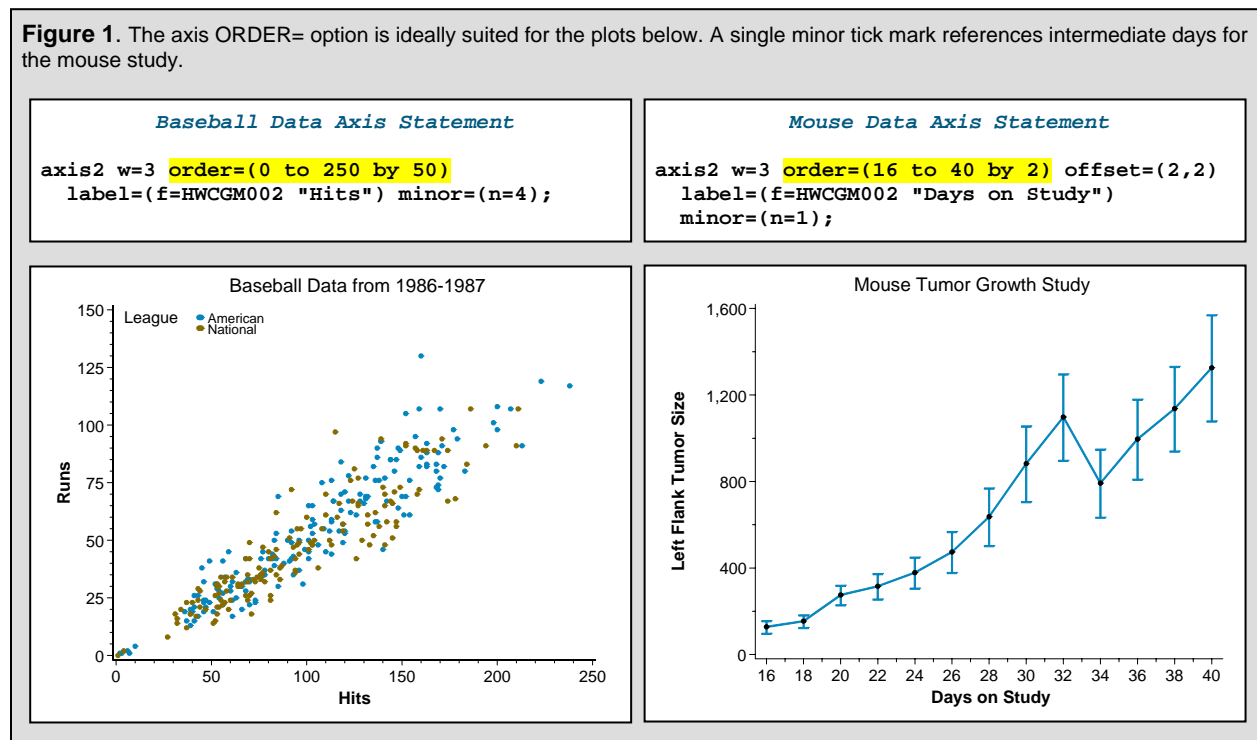 Figure 1. The axis ORDER= option is ideally suited for the plots below. A single minor tick mark references intermediate days for
the mouse study.
Baseball Data Axis Statement
axis2 w=3 order=(0 to 250 by 50)
label=(f=HWCGM002 "Hits") minor=(n=4);
Mouse Data Axis Statement
axis2 w=3 order=(16 to 40 by 2) offset=(2,2)
label=(f=HWCGM002 "Days on Study")
minor=(n=1);
Baseball Data from 1986-1987
League
American
National
150
125
100
75
50
25
0
Runs
0 50 100 150 200 250
Hits
Mouse Tumor Growth Study
1,600
1,200
800
400
0
Left Flank Tumor Size
16 18 20 22 24 26 28 30 32 34 36 38 40
Days on Study